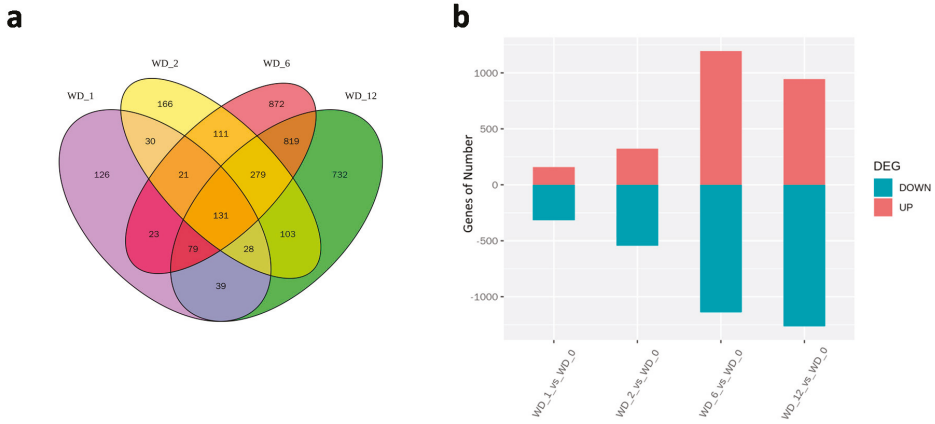 a
b
WD_2
WD_6
WD_1
WD_12
166
872
30
111
819
126
21
279
732
131
23
79
28
103
39
Genes of Number
1000
500
0
-500
-1000
WD_1_vs_WD_0
WD_2_vs_WD_0
WD_6_vs_WD_0
WD_12_vs_WD_0
DEG
DOWN
UP